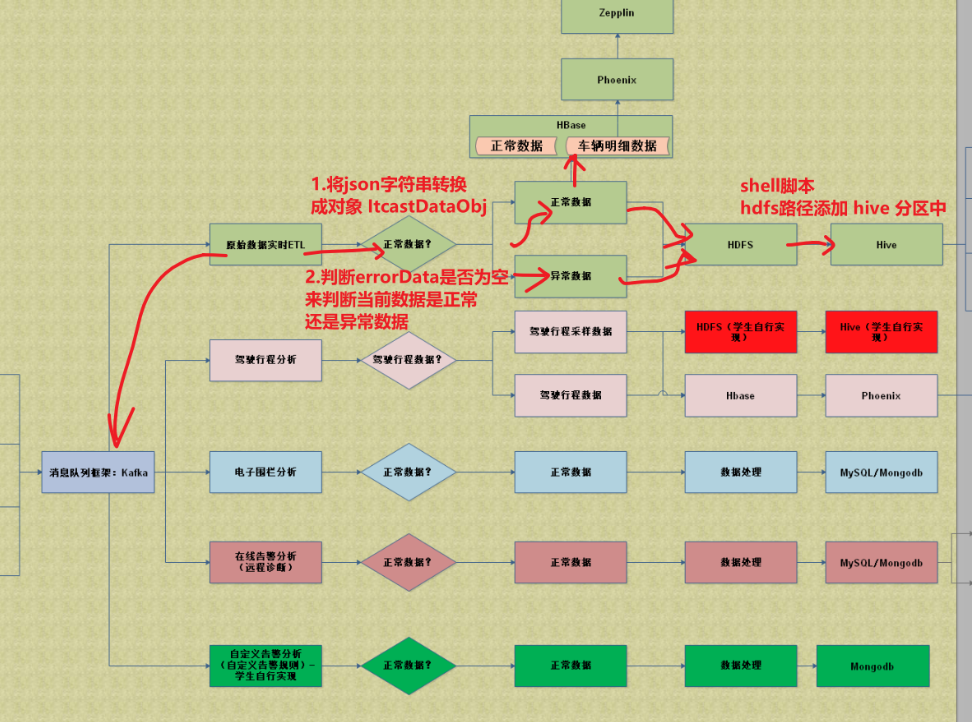 Zepplin
Phoenix
HBase
正常数据
车辆明细数据
1.将json字符串转换
成对象 ItcastDataObj
正常数据
shell脚本
hdfs路径添加 hive 分区中
原始数据实时ETL
正常数据?
HDFS
Hive
2.判断errorData是否为空
来判断当前数据是正常
还是异常数据
异常数据
驾驶行程分析
驾驶行程数据?
驾驶行程采样数据
HDFS（学生自行实
现）
Hive（学生自行实
现）
驾驶行程数据
Hbase
Phoenix
消息队列框架：Kafka
电子围栏分析
正常数据?
正常数据
数据处理
MySQL/Mongodb
在线告警分析
（远程诊断）
正常数据?
正常数据
数据处理
MySQL/Mongodb
自定义告警分析
（自定义告警规则）-
学生自行实现
正常数据?
正常数据
数据处理
Mongodb